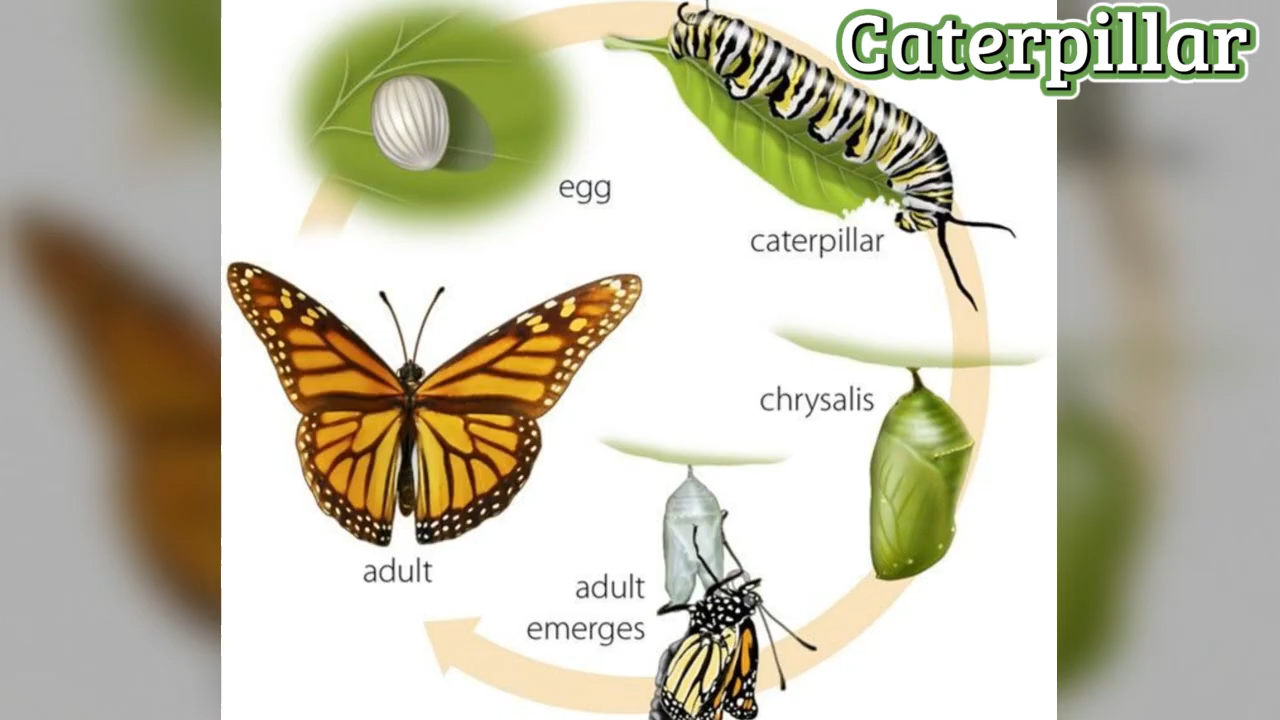 Caterpillar
egg
caterpillar
chrysalis
adult
emerges
adult